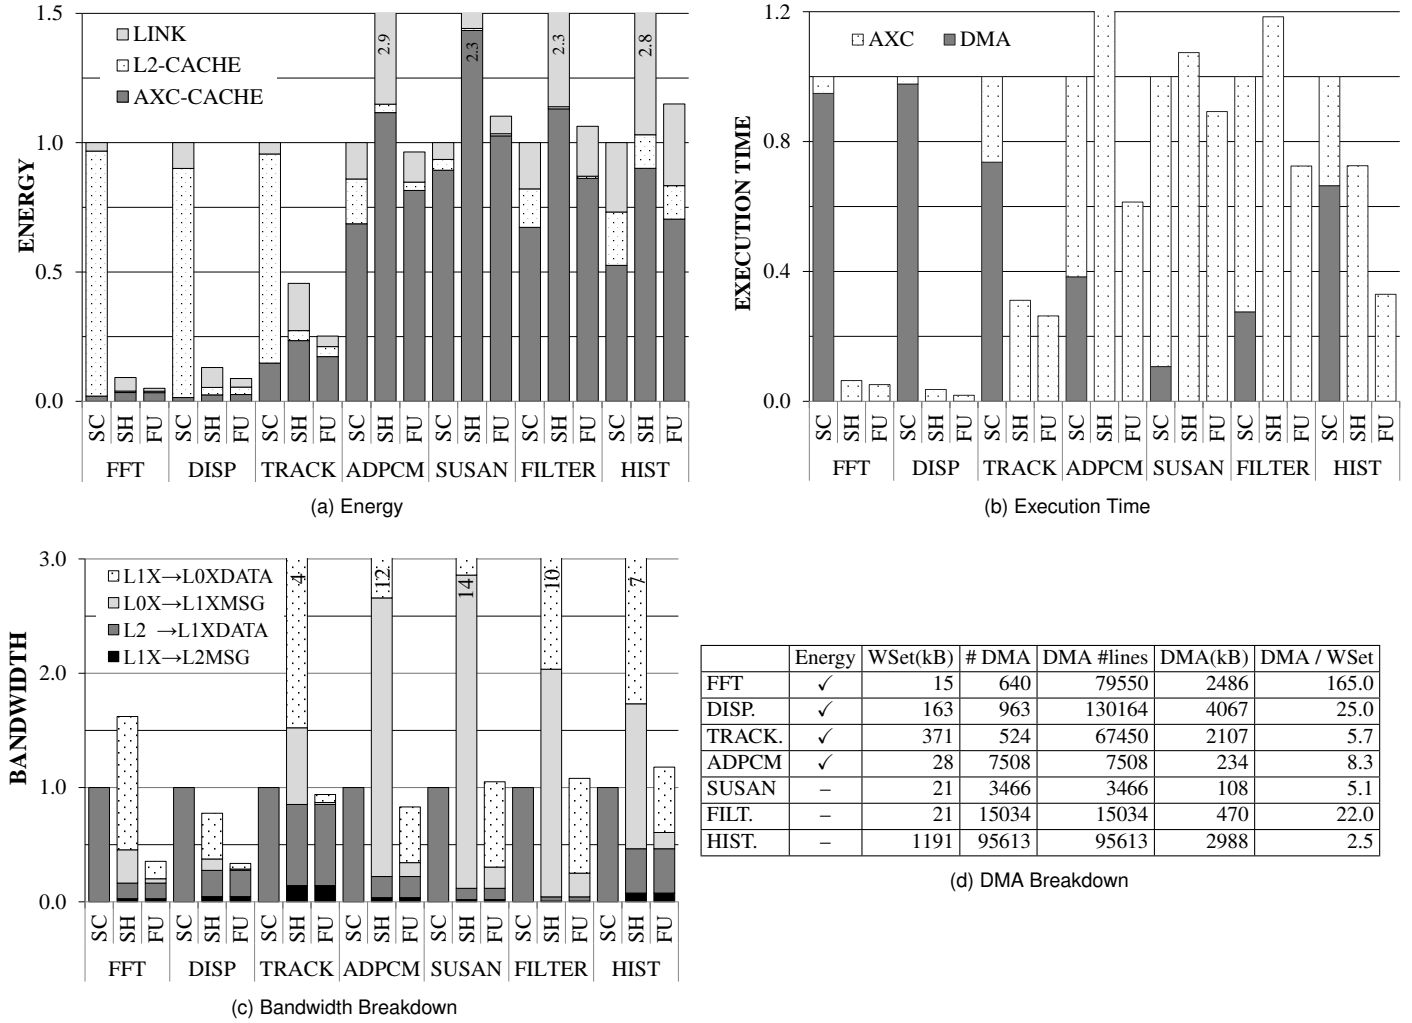 1.5
1.0
0.5
0.0
ENERGY
LINK
L2-CACHE
AXC-CACHE
2.9
2.3
2.3
2.8
SC SH FU SC SH FU SC SH FU SC SH FU SC SH FU SC SH FU SC SH FU
FFT DISP TRACK ADPCM SUSAN FILTER HIST
(a) Energy
1.2
0.8
0.4
0.0
EXECUTION TIME
AXC DMA
SC SH FU SC SH FU SC SH FU SC SH FU SC SH FU SC SH FU SC SH FU
FFT DISP TRACK ADPCM SUSAN FILTER HIST
(b) Execution Time
3.0
2.0
1.0
0.0
BANDWIDTH
L1X→L0XDATA
L0X→L1XMSG
L2 →L1XDATA
L1X→L2MSG
4
12
14
10
7
SC SH FU SC SH FU SC SH FU SC SH FU SC SH FU SC SH FU SC SH FU
FFT DISP TRACK ADPCM SUSAN FILTER HIST
(c) Bandwidth Breakdown
Energy WSet(kB) # DMA DMA #lines DMA(kB) DMA / WSet
FFT ✓ 15 640 79550 2486 165.0
DISP. ✓ 163 963 130164 4067 25.0
TRACK. ✓ 371 524 67450 2107 5.7
ADPCM ✓ 28 7508 7508 234 8.3
SUSAN – 21 3466 3466 108 5.1
FILT. – 21 15034 15034 470 22.0
HIST. – 1191 95613 95613 2988 2.5
(d) DMA Breakdown